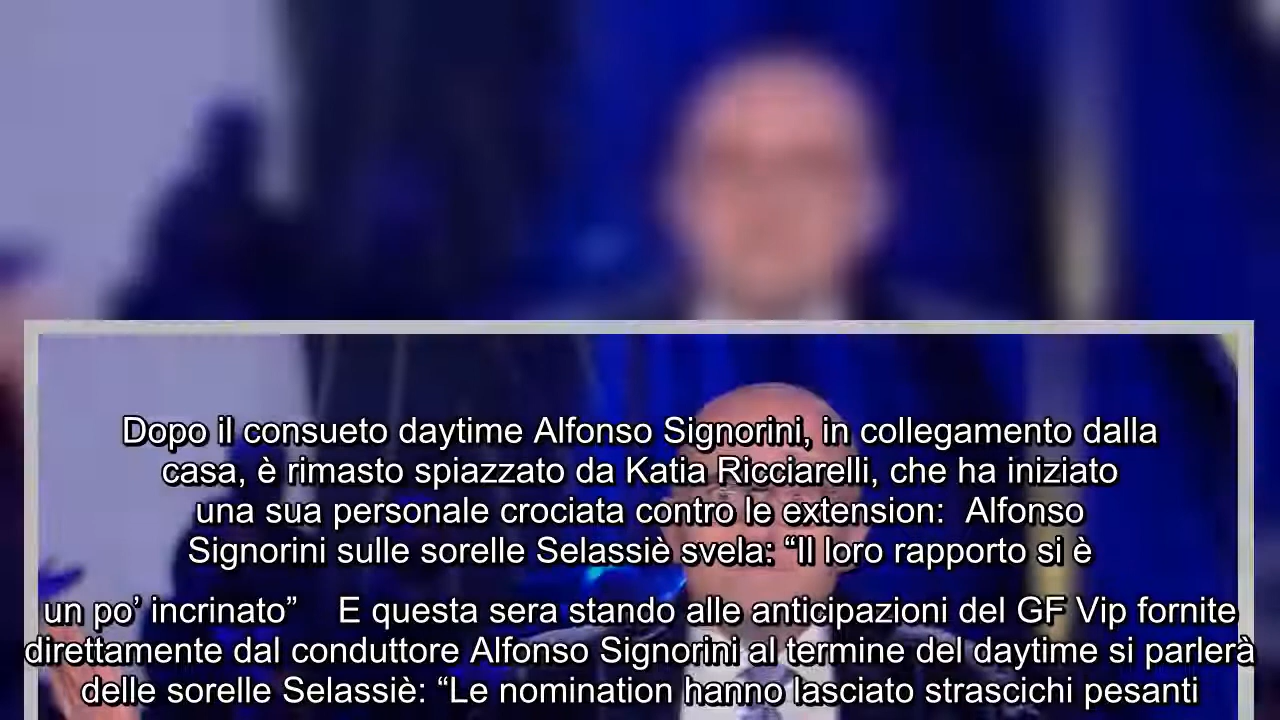 Dopo il consueto daytime Alfonso Signorini, in collegamento dalla
casa, è rimasto spiazzato da Katia Ricciarelli, che ha iniziato
una sua personale crociata contro le extension:  Alfonso
Signorini sulle sorelle Selassiè svela: “Il loro rapporto si è
un po’ incrinato”    E questa sera stando alle anticipazioni del GF Vip fornite
direttamente dal conduttore Alfonso Signorini al termine del daytime si parlerà
delle sorelle Selassiè: “Le nomination hanno lasciato strascichi pesanti